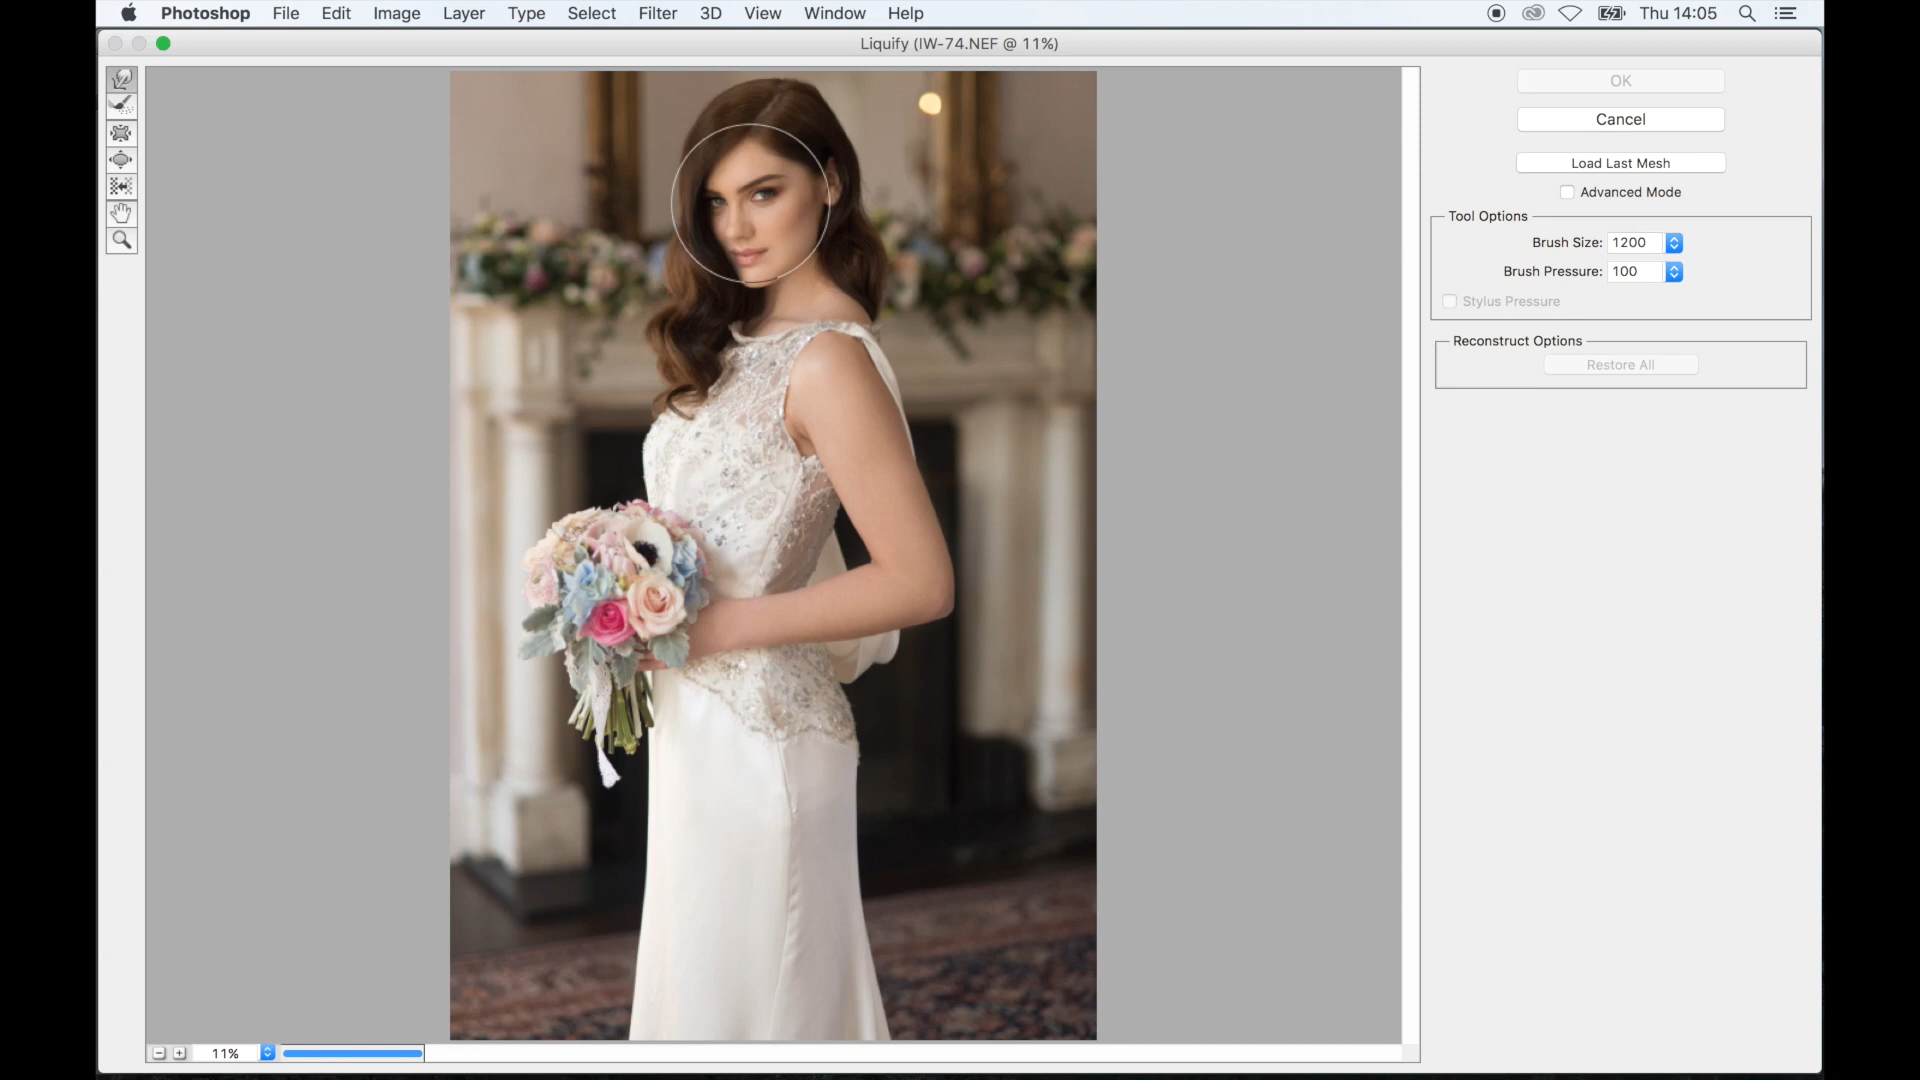 Photoshop File Edit Image Layer Type Select Filter 3D View Window Help Thu 14:05
Liquify (IW-74.NEF @ 11%)
OK
Cancel
Load Last Mesh
Advanced Mode
Tool Options
Brush Size: 1200
Brush Pressure: 100
Stylus Pressure
Reconstruct Options
Restore All
11%